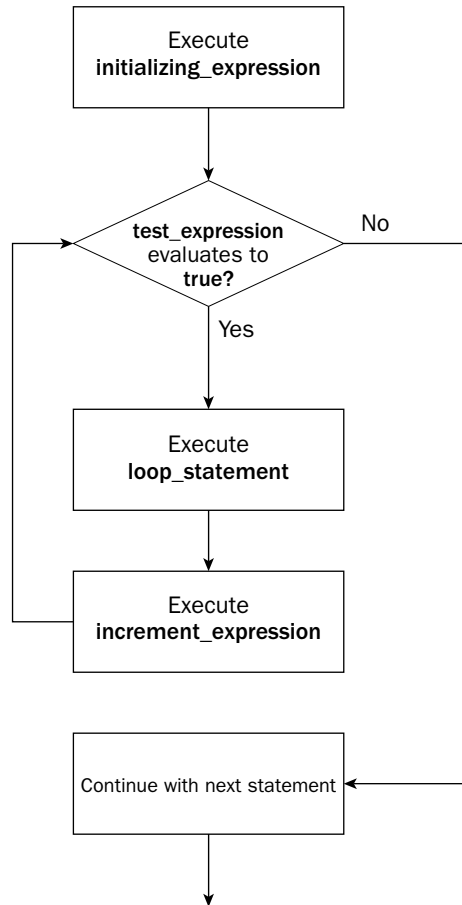 Execute
initializing_expression
test_expression
evaluates to
true?
No
Yes
Execute
loop_statement
Execute
increment_expression
Continue with next statement